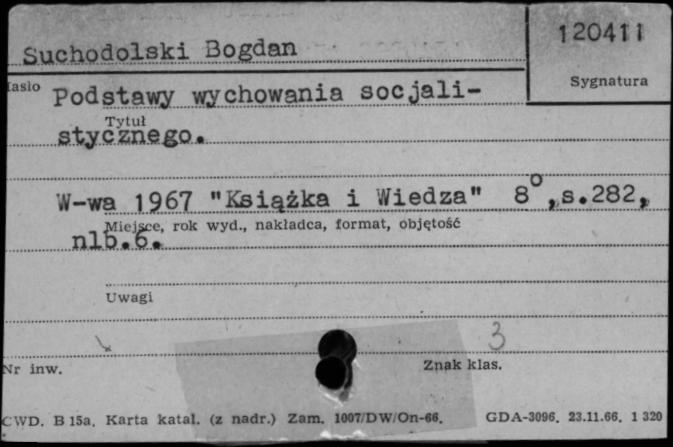 120411
Suchodolski Bogdan
Sygnatura
Hasło
Podstawy wychowania socjali-
Tytuł
stycznego.
W-wa 1967 "Książka i Wiedza" 8°, s.282,
Miejsce, rok wyd., nakładca, format, objętość
nlb.6.
Uwagi
3
Nr inw.
Znak klas.
CWD. B 15a. Karta katal. (z nadr.) Zam. 1007/DW/On-66. GDA-3096. 23.11.66. 1 320